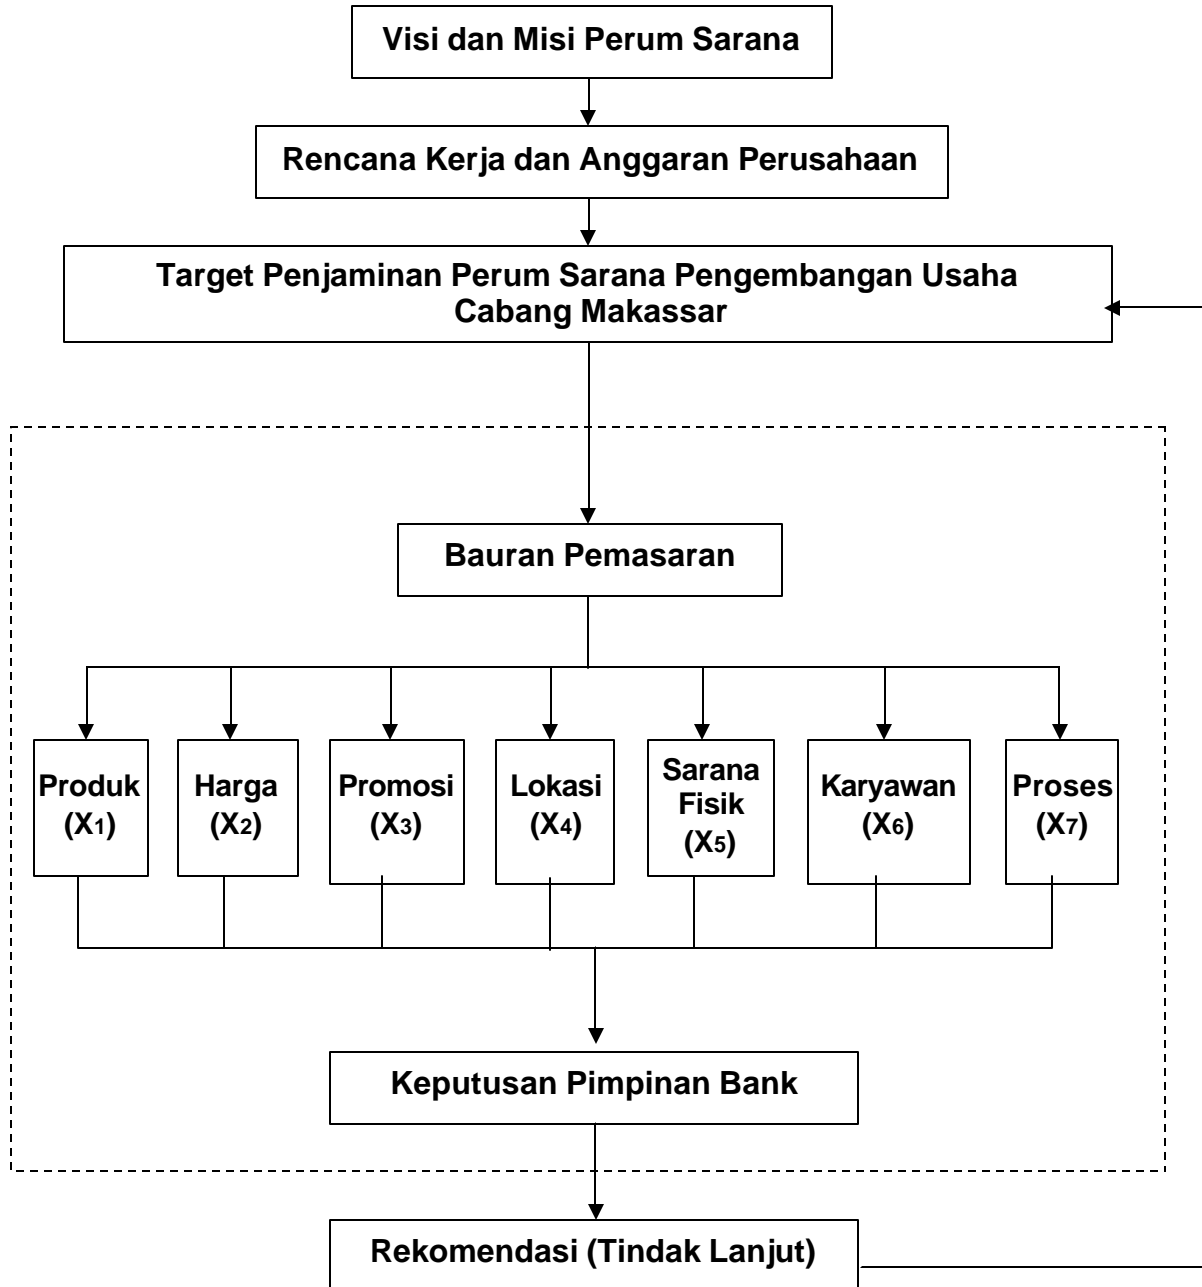 Visi dan Misi Perum Sarana
Rencana Kerja dan Anggaran Perusahaan
Target Penjaminan Perum Sarana Pengembangan Usaha
Cabang Makassar
Bauran Pemasaran
Produk
(X1)
Harga
(X2)
Promosi
(X3)
Lokasi
(X4)
Sarana
Fisik
(X5)
Karyawan
(X6)
Proses
(X7)
Keputusan Pimpinan Bank
Rekomendasi (Tindak Lanjut)